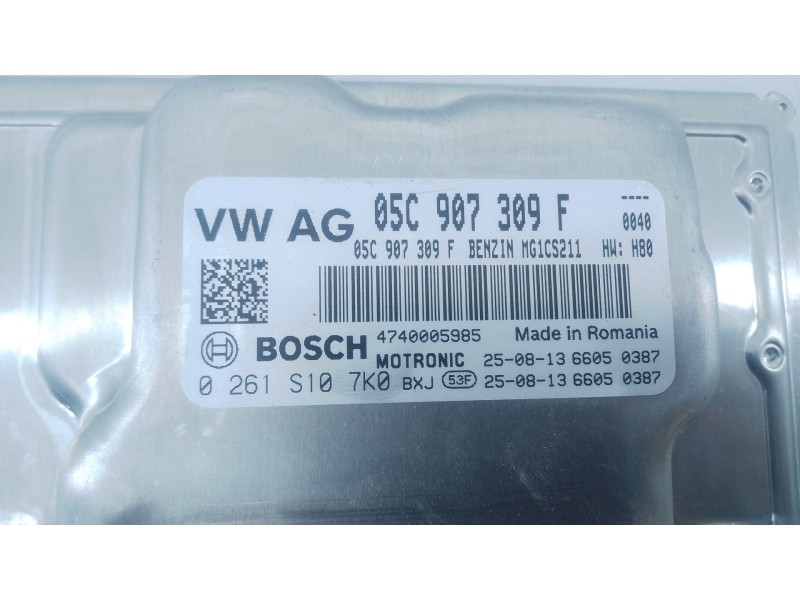 VW AG 05C 907 309 F ----
0040
05C 907 309 F BENZIN MG1CS211 HW: H80
BOSCH 4740005985 Made in Romania
MOTRONIC 25-08-13 6605 0387
0 261 S10 7K0 BXJ 53F 25-08-13 6605 0387